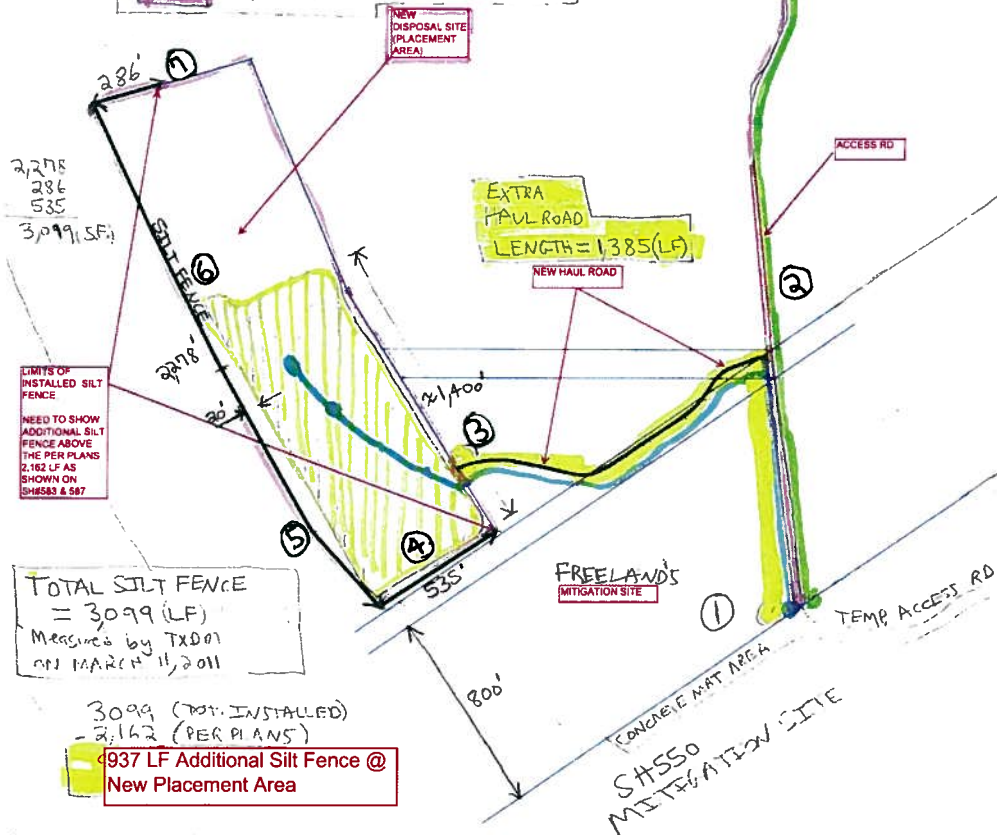 NEW
DISPOSAL SITE
(PLACEMENT
AREA)
286'
7
ACCESS RD
2,278
286
535
3,099 (SF)
EXTRA
HAUL ROAD
LENGTH = 1,385 (LF)
NEW HAUL ROAD
SILT FENCE
6
2
2278'
20'
≈1,400'
LIMITS OF
INSTALLED SILT
FENCE
NEED TO SHOW
ADDITIONAL SILT
FENCE ABOVE
THE PER PLANS
2,162 LF AS
SHOWN ON
SH#583 & 587
3
5
4
535'
FREELAND'S
MITIGATION SITE
1
TEMP ACCESS RD
TOTAL SILT FENCE
= 3,099 (LF)
Measured by TXDOT
ON MARCH 11, 2011
800'
CONCRETE MAT AREA
SH550
MITIGATION SITE
3099 (TOT. INSTALLED)
- 2,162 (PER PLANS)
937 LF Additional Silt Fence @
New Placement Area